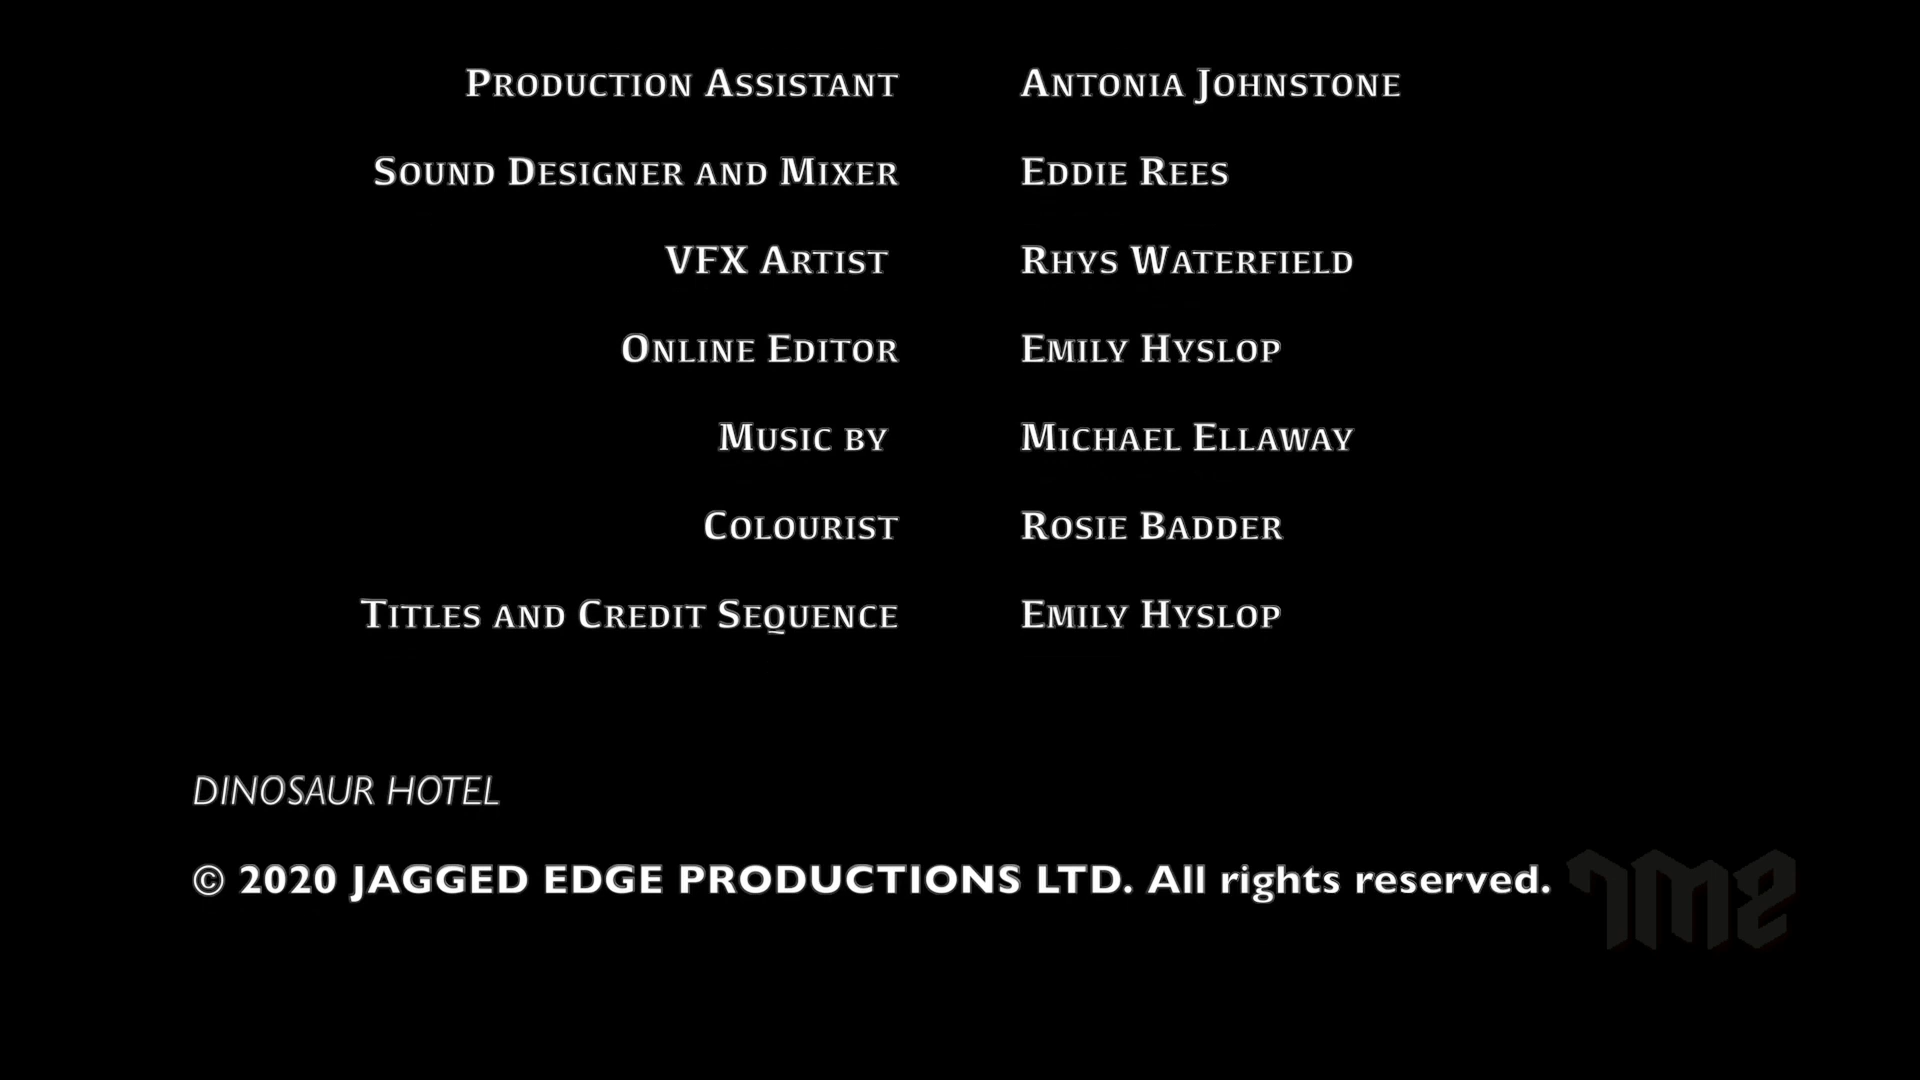 Production Assistant Antonia Johnstone
Sound Designer and Mixer Eddie Rees
VFX Artist Rhys Waterfield
Online Editor Emily Hyslop
Music by Michael Ellaway
Colourist Rosie Badder
Titles and Credit Sequence Emily Hyslop
DINOSAUR HOTEL
© 2020 JAGGED EDGE PRODUCTIONS LTD. All rights reserved.